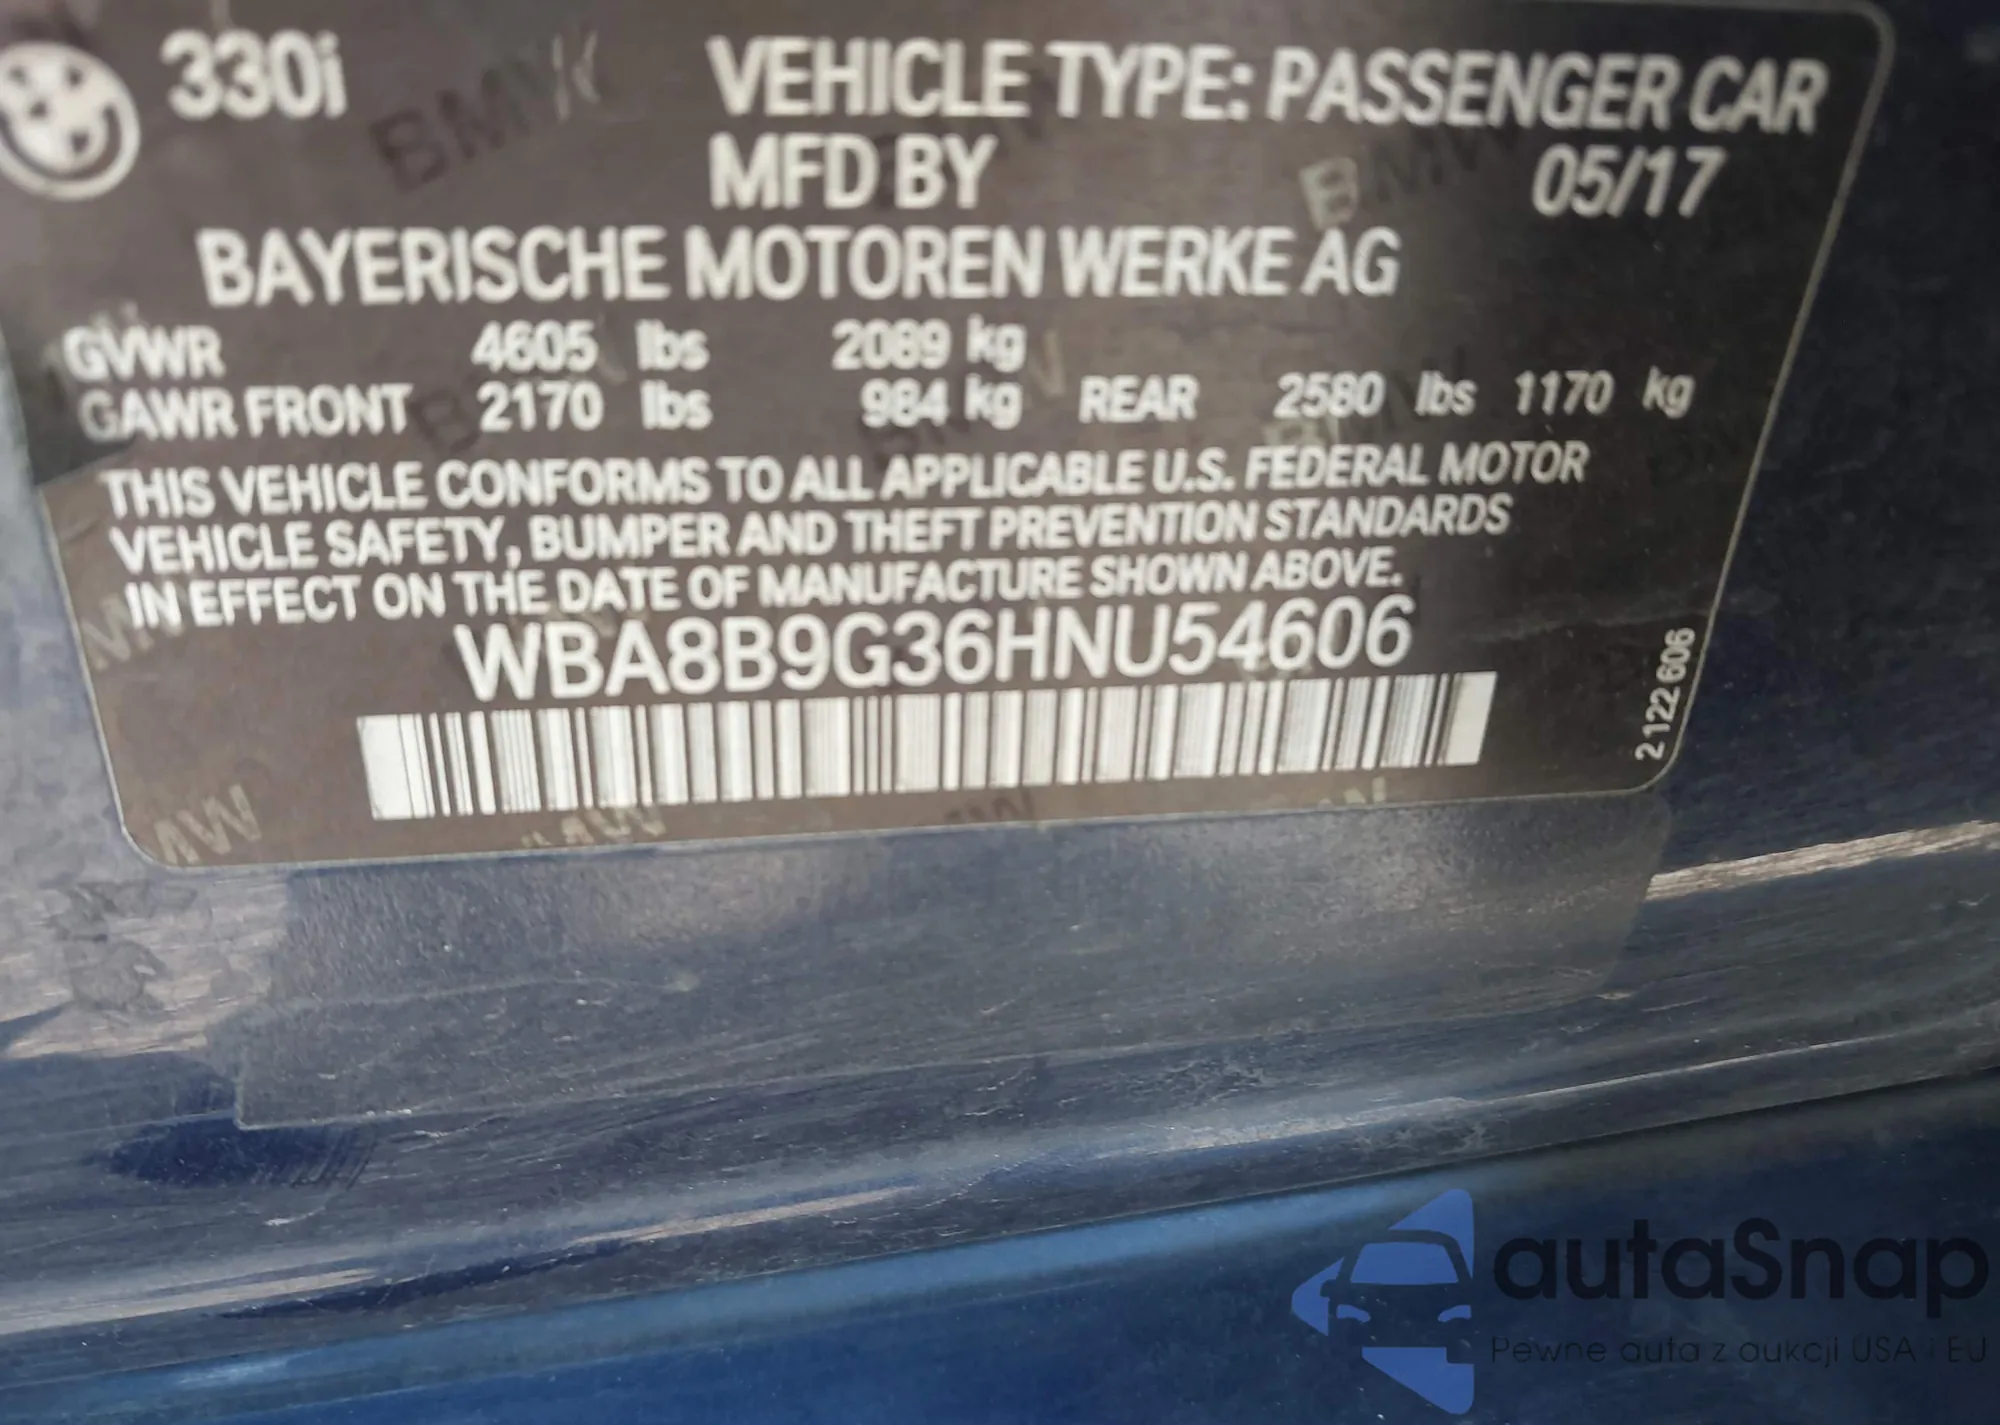 330i VEHICLE TYPE: PASSENGER CAR
MFD BY 05/17
BAYERISCHE MOTOREN WERKE AG
GVWR 4605 lbs 2089 kg
GAWR FRONT 2170 lbs 984 kg REAR 2580 lbs 1170 kg
THIS VEHICLE CONFORMS TO ALL APPLICABLE U.S. FEDERAL MOTOR
VEHICLE SAFETY, BUMPER AND THEFT PREVENTION STANDARDS
IN EFFECT ON THE DATE OF MANUFACTURE SHOWN ABOVE.
WBA8B9G36HNU54606
2122606
autaSnap
Pewne auta z aukcji USA i EU